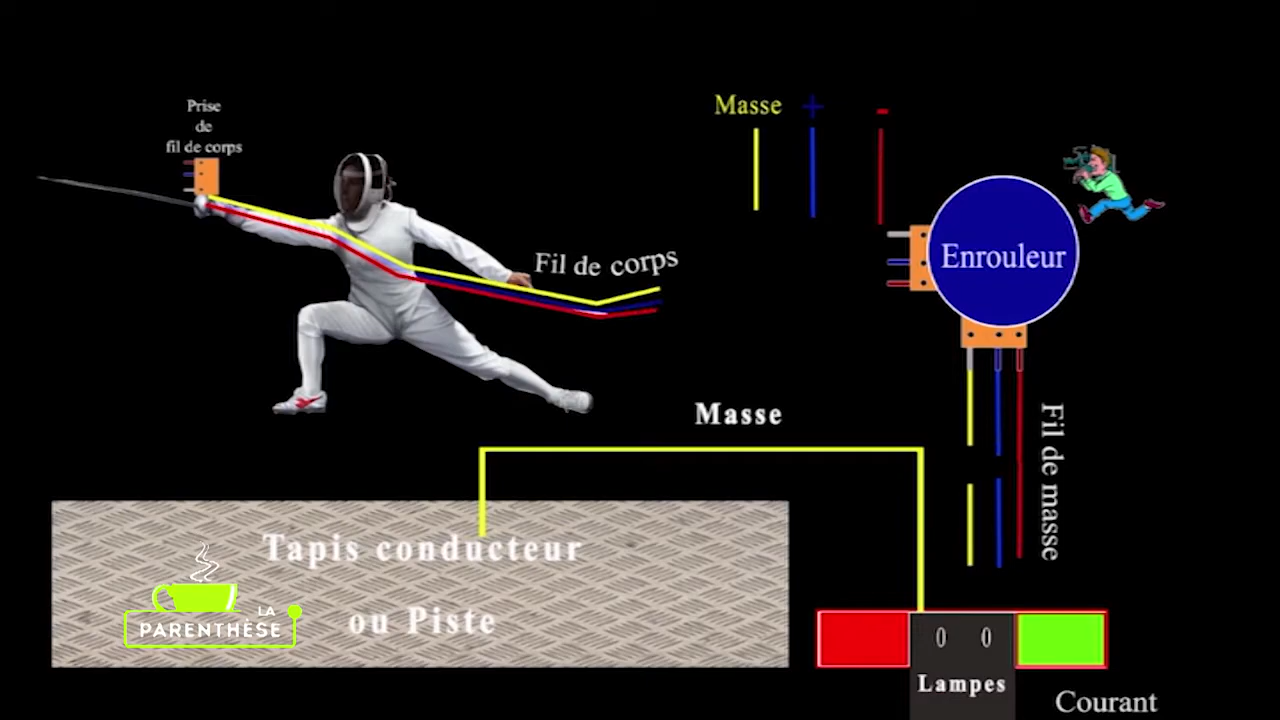 Prise
de
fil de corps
Masse + -
Fil de corps
Enrouleur
Masse
Fil de masse
Tapis conducteur
ou Piste
LA
PARENTHÈSE
0 0
Lampes
Courant